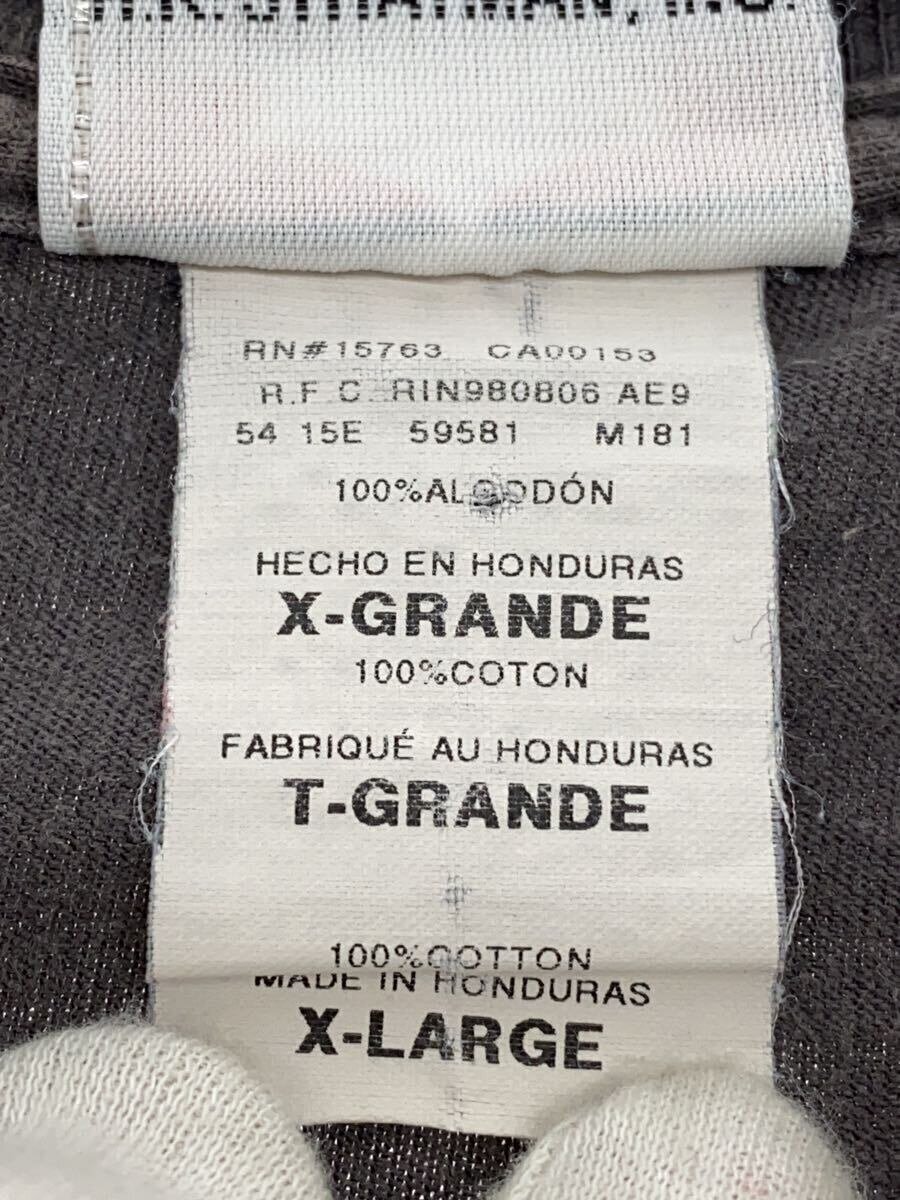 RN#15763 CA00153
R.F.C. RIN980806 AE9
54 15E 59581 M181
100%ALGODÓN
HECHO EN HONDURAS
X-GRANDE
100%COTON
FABRIQUÉ AU HONDURAS
T-GRANDE
100%COTTON
MADE IN HONDURAS
X-LARGE